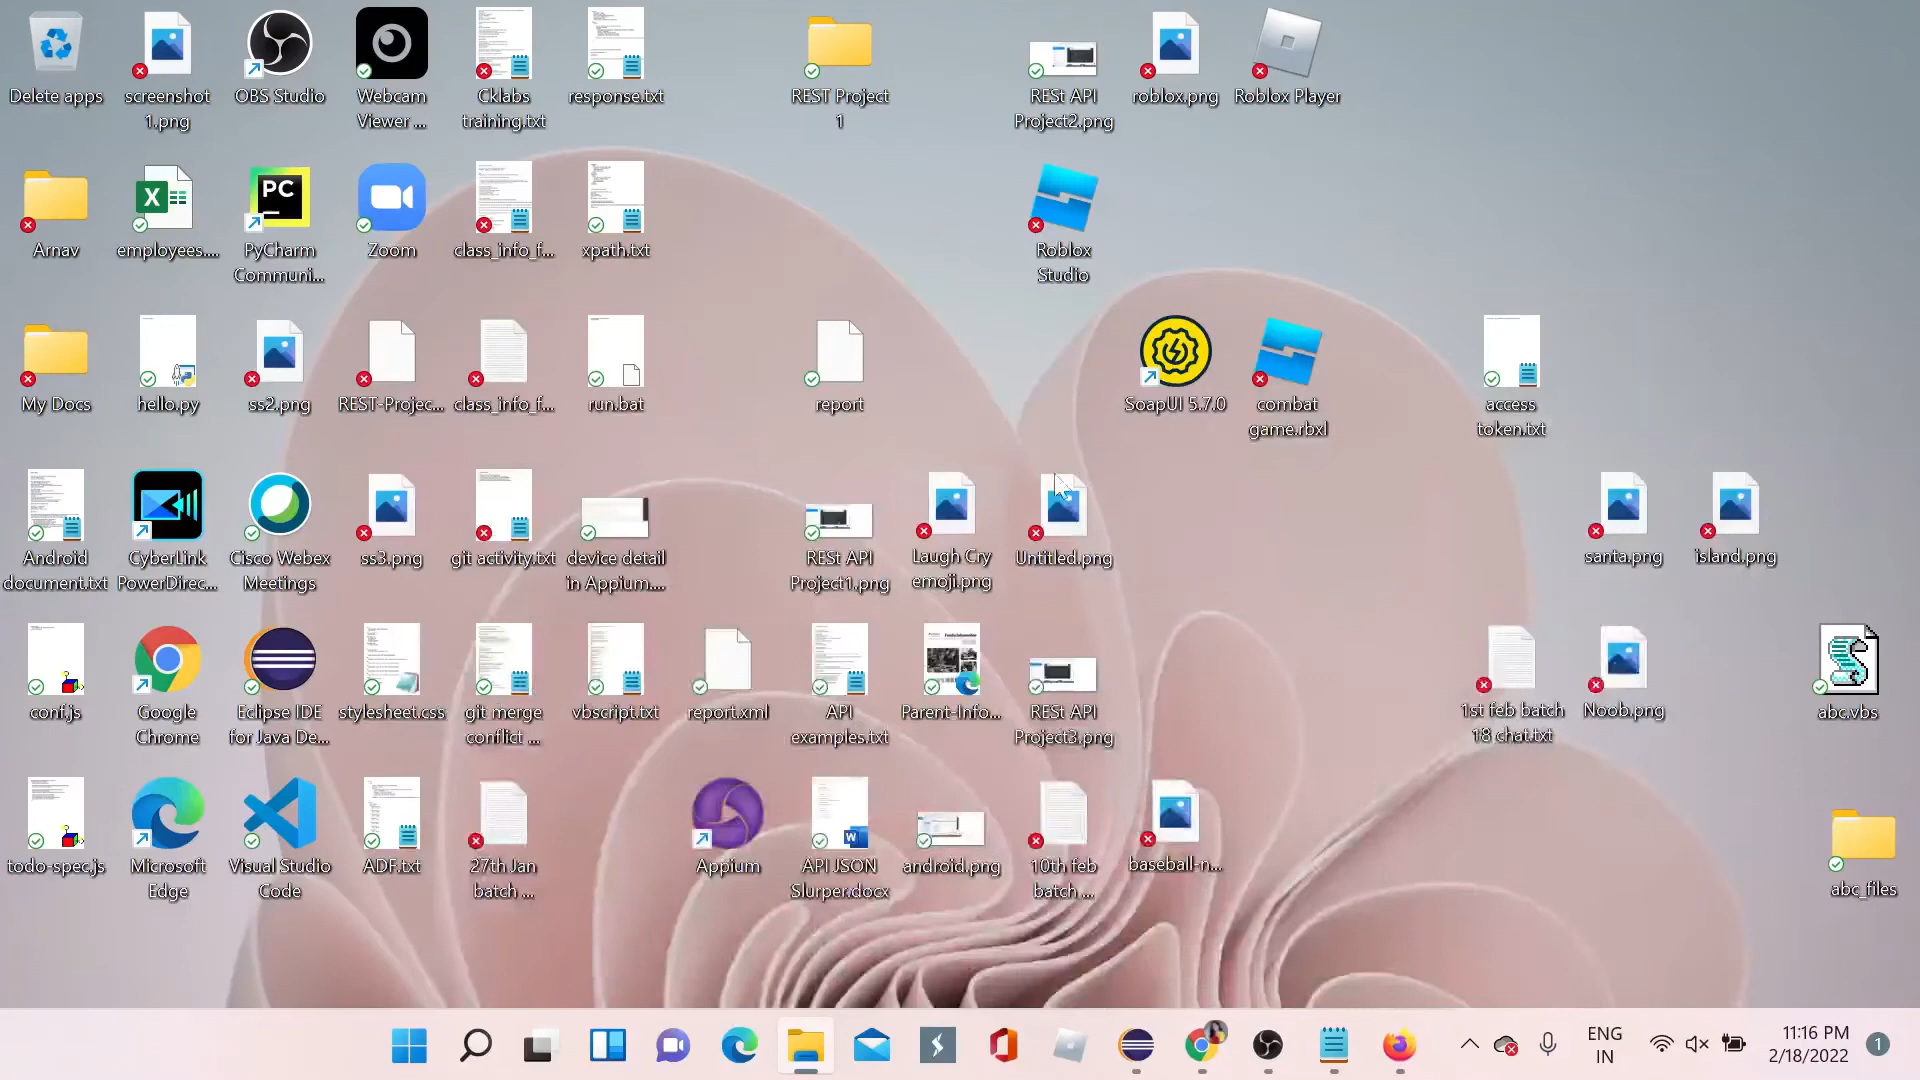 Delete apps
screenshot
1.png
OBS Studio
Webcam
Viewer ...
Cklabs
training.txt
response.txt
REST Project
1
RESt API
Project2.png
roblox.png
Roblox Player
Arnav
employees....
PC
PyCharm
Communi...
Zoom
class_info_f...
xpath.txt
Roblox
Studio
My Docs
hello.py
ss2.png
REST-Projec...
class_info_f...
run.bat
report
SoapUI 5.7.0
combat
game.rbxl
access
token.txt
Android
document.txt
CyberLink
PowerDirec...
Cisco Webex
Meetings
ss3.png
git activity.txt
device detail
in Appium....
RESt API
Project1.png
Laugh Cry
emoji.png
Untitled.png
santa.png
island.png
conf.js
Google
Chrome
Eclipse IDE
for Java De...
stylesheet.css
git merge
conflict ...
vbscript.txt
report.xml
API
examples.txt
Parent-Info...
RESt API
Project3.png
1st feb batch
18 chat.txt
Noob.png
abc.vbs
todo-spec.js
Microsoft
Edge
Visual Studio
Code
ADF.txt
27th Jan
batch ...
Appium
API JSON
Slurper.docx
android.png
10th feb
batch ...
baseball-n...
abc_files
ENG
IN
11:16 PM
2/18/2022
1